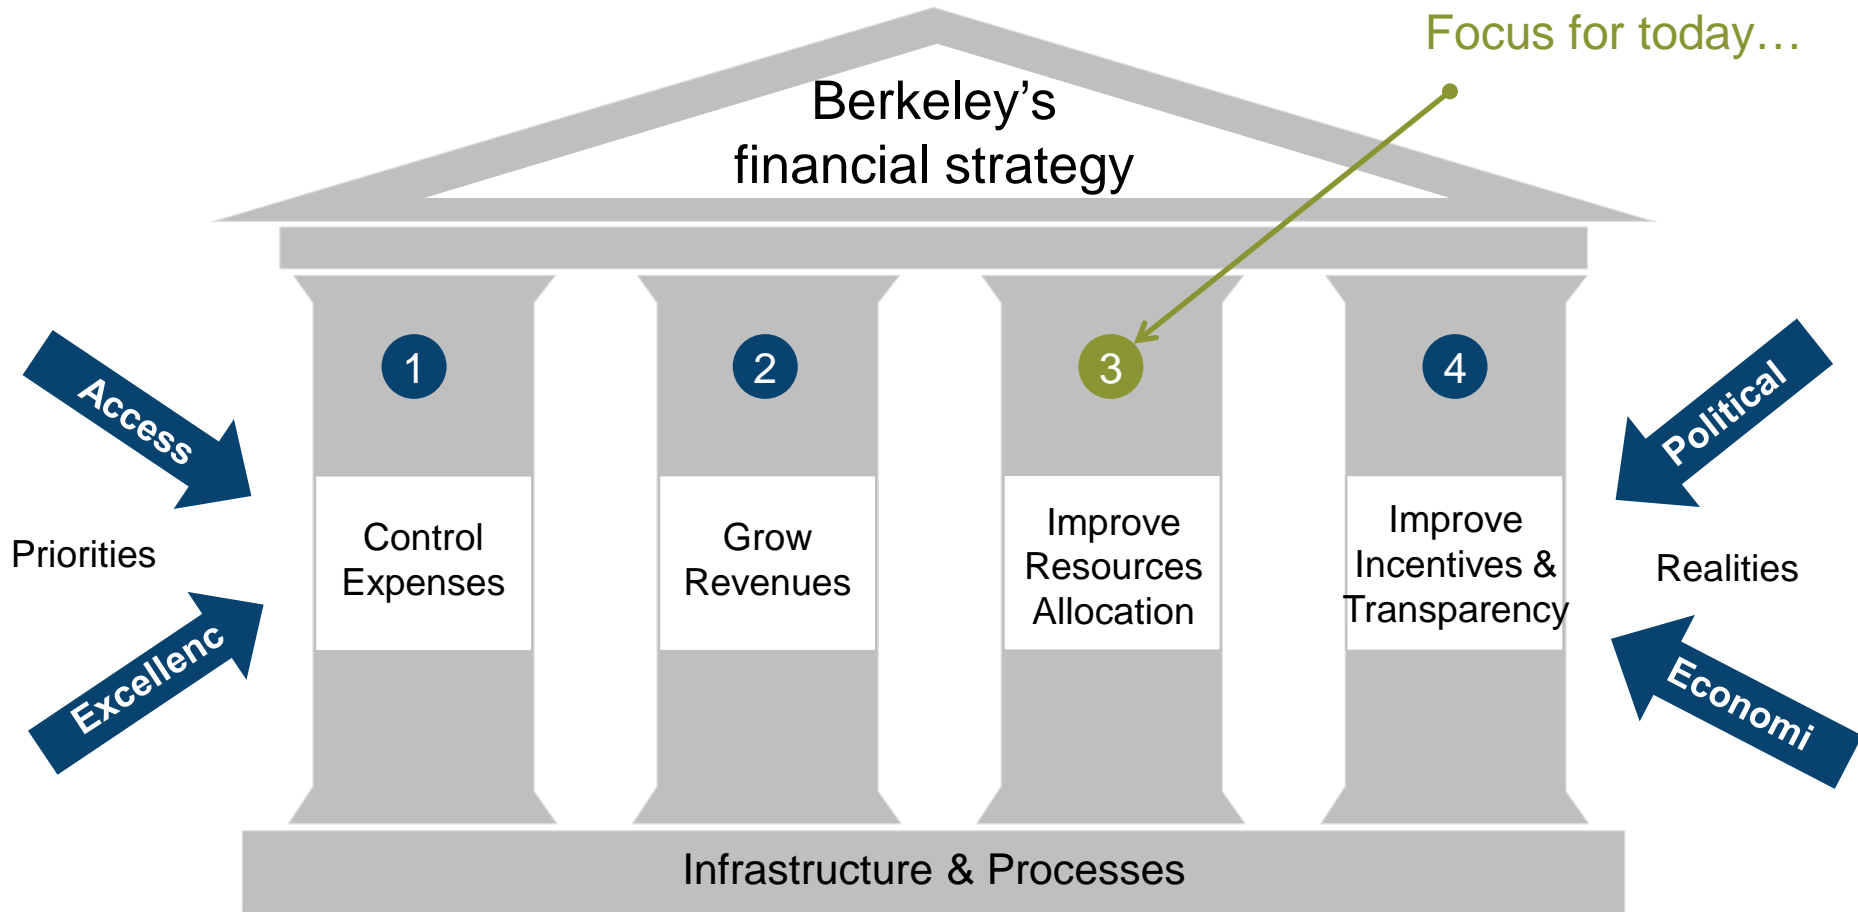 Focus for today…
Berkeley’s
financial strategy
1
2
3
4
Access
Political
Priorities
Control
Expenses
Grow
Revenues
Improve
Resources
Allocation
Improve
Incentives &
Transparency
Realities
Excellenc
Economi
Infrastructure & Processes